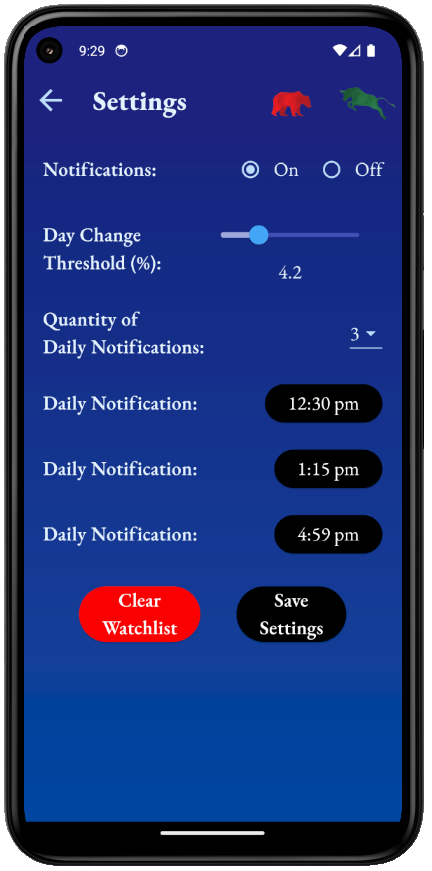 9:29
Settings
Notifications:
On
Off
Day Change
Threshold (%):
4.2
Quantity of
Daily Notifications:
3
Daily Notification:
12:30 pm
Daily Notification:
1:15 pm
Daily Notification:
4:59 pm
Clear
Watchlist
Save
Settings